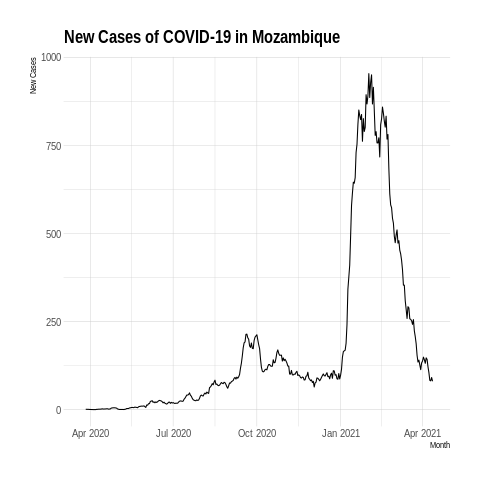 New Cases of COVID-19 in Mozambique
New Cases
1000
750
500
250
0
Apr 2020 Jul 2020 Oct 2020 Jan 2021 Apr 2021
Month